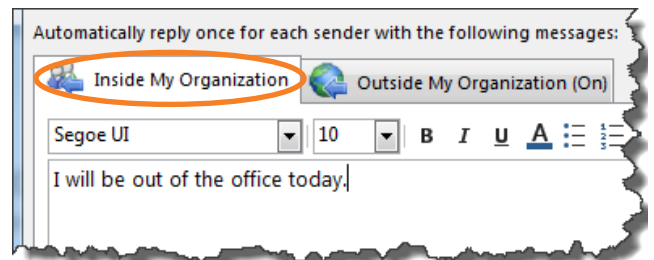 Automatically reply once for each sender with the following messages:
Inside My Organization Outside My Organization (On)
Segoe UI 10 B I U A
I will be out of the office today.